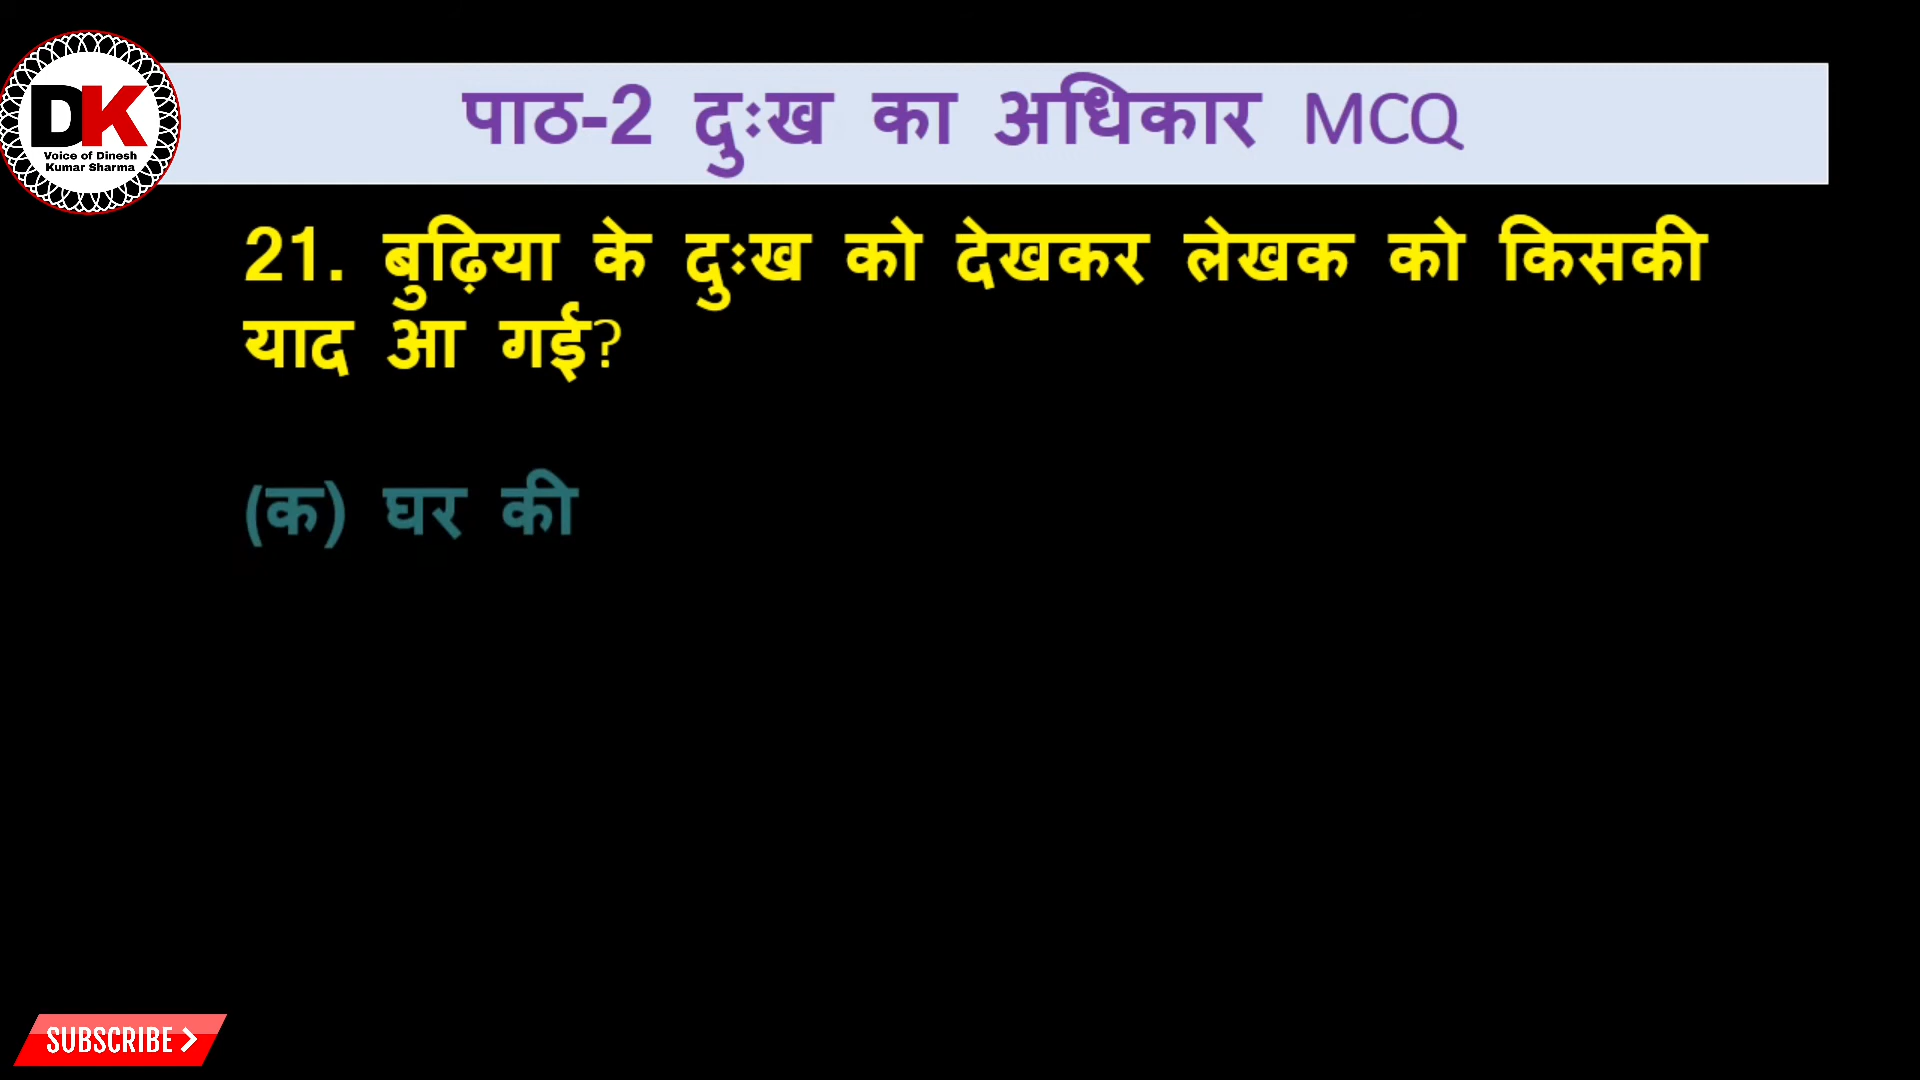 DK
Voice of Dinesh
Kumar Sharma
पाठ-2 दुःख का अधिकार MCQ
21. बुढ़िया के दुःख को देखकर लेखक को किसकी
याद आ गई?
(क) घर की
SUBSCRIBE >